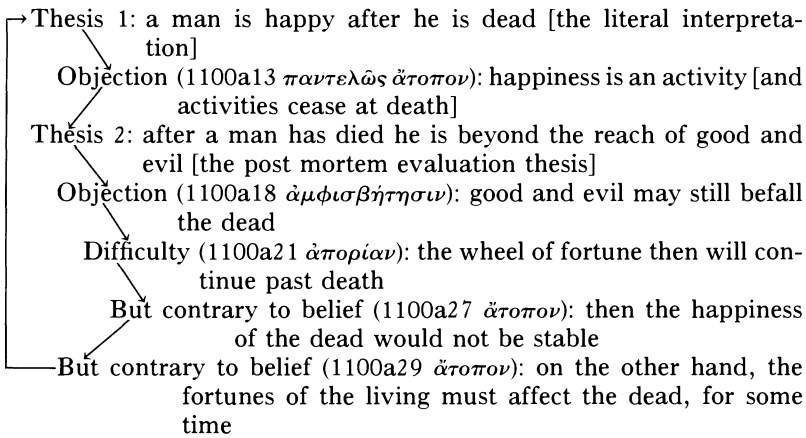 Thesis 1: a man is happy after he is dead [the literal interpreta-
tion]
Objection (1100a13 παντελῶς ἄτοπον): happiness is an activity [and
activities cease at death]
Thesis 2: after a man has died he is beyond the reach of good and
evil [the post mortem evaluation thesis]
Objection (1100a18 ἀμφισβήτησιν): good and evil may still befall
the dead
Difficulty (1100a21 ἀπορίαν): the wheel of fortune then will con-
tinue past death
But contrary to belief (1100a27 ἄτοπον): then the happiness
of the dead would not be stable
But contrary to belief (1100a29 ἄτοπον): on the other hand, the
fortunes of the living must affect the dead, for some
time